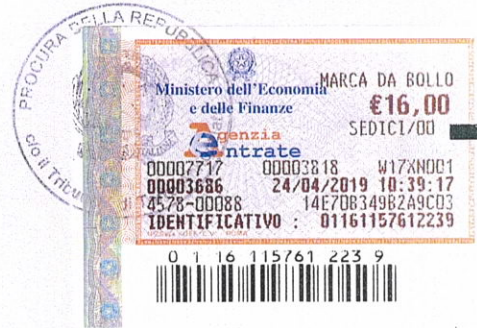 PROCURA DELLA REPUBBLICA
c/o il Tribu
Ministero dell'Economia
e delle Finanze
MARCA DA BOLLO
€16,00
SEDICI/00
Agenzia
Entrate
00007717 00003818 W17XN001
00003686 24/04/2019 10:39:17
4578-00088 14E70B349B2A9C03
IDENTIFICATIVO : 01161157612239
0 1 16 115761 223 9